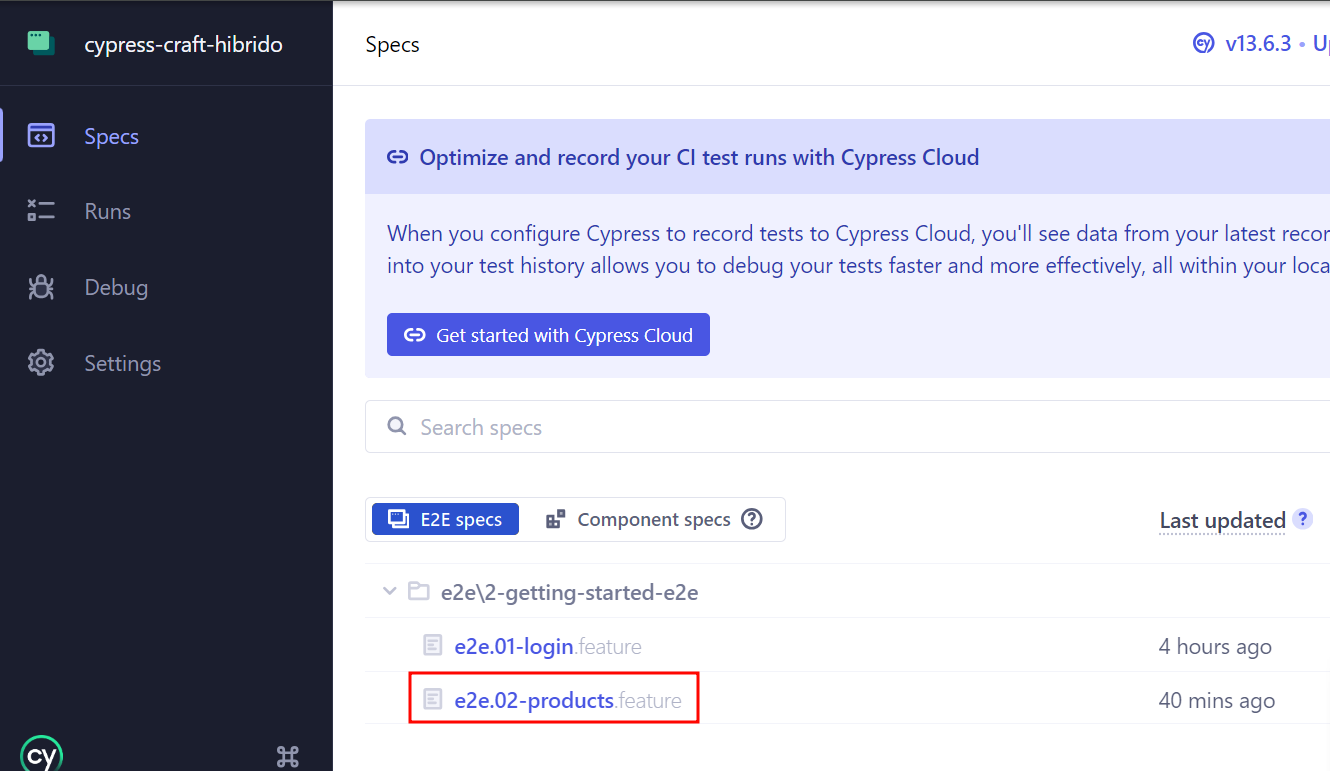 cypress-craft-hibrido
Specs
v13.6.3 • Up
Specs
Runs
Debug
Settings
Optimize and record your CI test runs with Cypress Cloud
When you configure Cypress to record tests to Cypress Cloud, you'll see data from your latest recor
into your test history allows you to debug your tests faster and more effectively, all within your loca
Get started with Cypress Cloud
Search specs
E2E specs
Component specs ?
Last updated ?
e2e\2-getting-started-e2e
e2e.01-login.feature
4 hours ago
e2e.02-products.feature
40 mins ago
cy